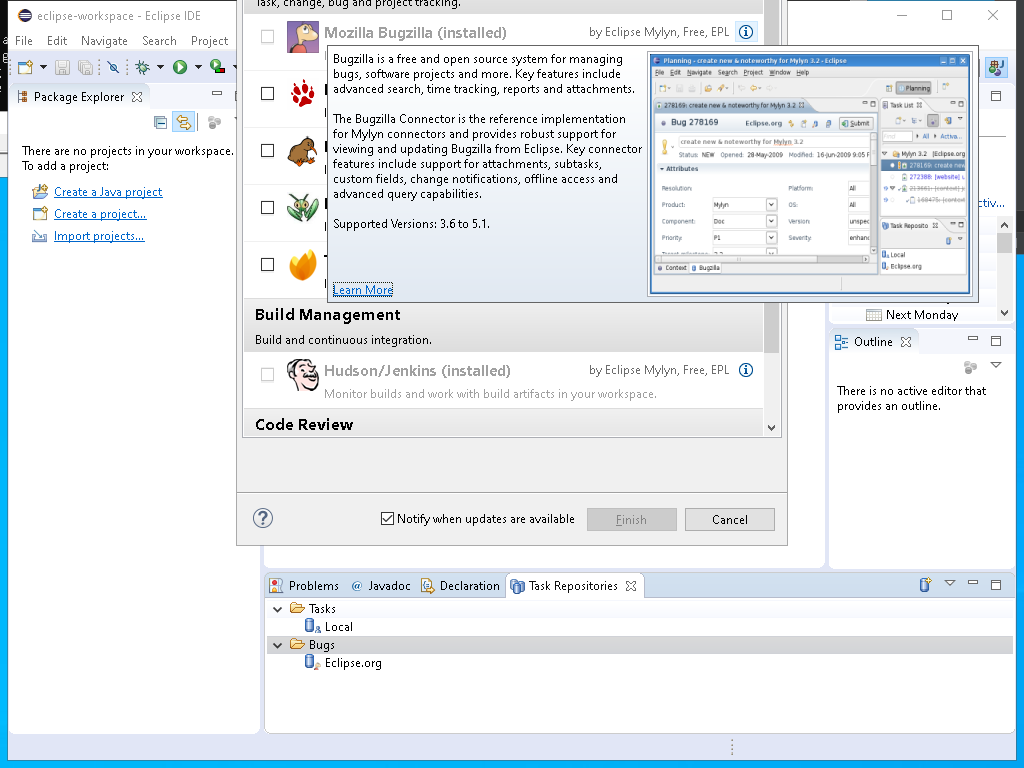 eclipse-workspace - Eclipse IDE
File Edit Navigate Search Project
Package Explorer
There are no projects in your workspace.
To add a project:
Create a Java project
Create a project...
Import projects...
Task, change, bug and project tracking.
Mozilla Bugzilla (installed)
by Eclipse Mylyn, Free, EPL
Bugzilla is a free and open source system for managing
bugs, software projects and more. Key features include
advanced search, time tracking, reports and attachments.
The Bugzilla Connector is the reference implementation
for Mylyn connectors and provides robust support for
viewing and updating Bugzilla from Eclipse. Key connector
features include support for attachments, subtasks,
custom fields, change notifications, offline access and
advanced query capabilities.
Supported Versions: 3.6 to 5.1.
Learn More
Planning - create new & noteworthy for Mylyn 3.2 - Eclipse
File Edit Navigate Search Project Window Help
Planning
278169: create new & noteworthy for Mylyn 3.2
Bug 278169
Eclipse.org
Submit
create new & noteworthy for Mylyn 3.2
Status: NEW Opened: 28-May-2009 Modified: 16-Jun-2009 9:05 P
Attributes
Resolution:
Platform: All
Product: Mylyn
OS: All
Component: Doc
Version: unspec
Priority: P1
Severity: enhanc
Context
Bugzilla
Task List
Find
All
Activa...
Mylyn 3.2 [Eclipse.org
278169: create new
272388: [website] u
Task Reposito
Local
Eclipse.org
Build Management
Build and continuous integration.
Hudson/Jenkins (installed)
by Eclipse Mylyn, Free, EPL
Monitor builds and work with build artifacts in your workspace.
Code Review
Notify when updates are available
Finish
Cancel
ctiv...
Next Monday
Outline
There is no active editor that
provides an outline.
Problems
@ Javadoc
Declaration
Task Repositories
Tasks
Local
Bugs
Eclipse.org